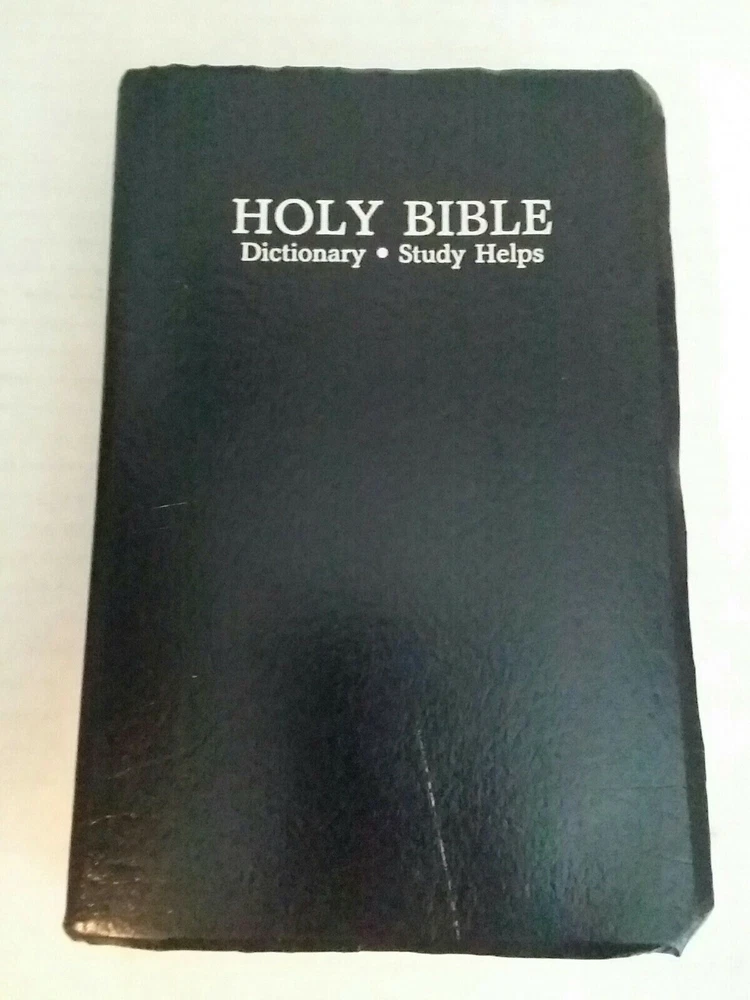 HOLY BIBLE
Dictionary • Study Helps